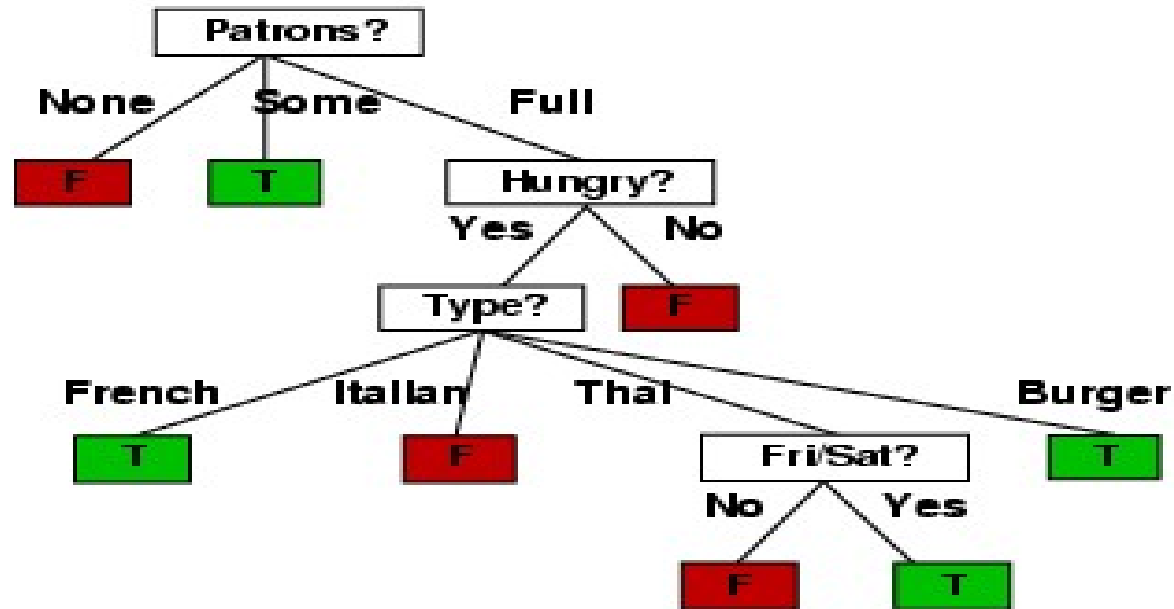 Patrons?
None Some Full
F T Hungry?
Yes No
Type? F
French Italian Thai Burger
T F Fri/Sat? T
No Yes
F T